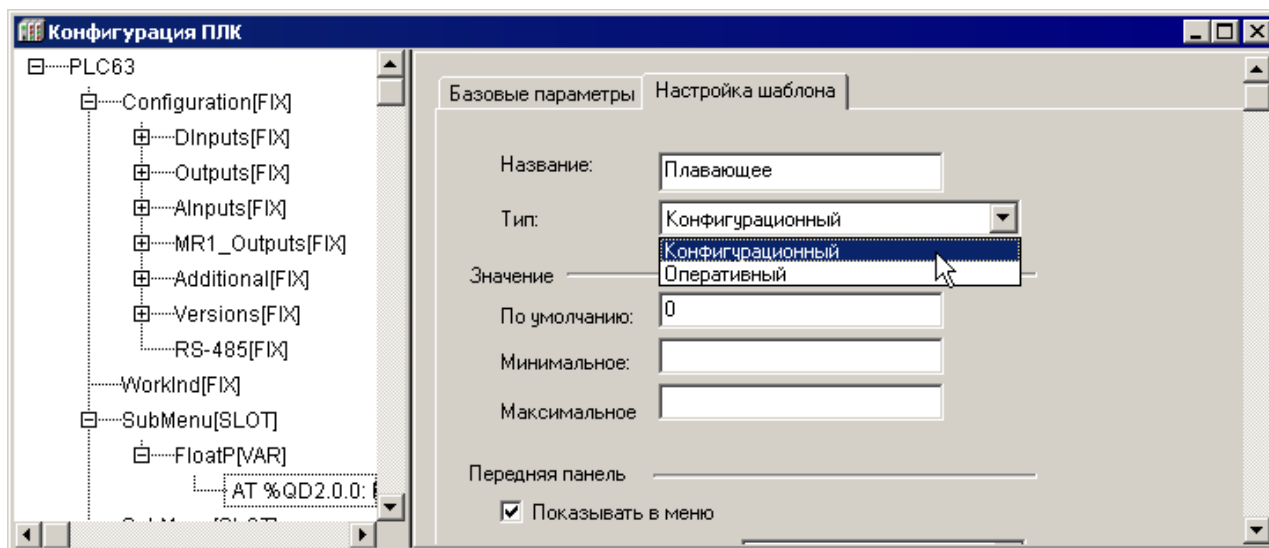 Конфигурация ПЛК
PLC63
Configuration[FIX]
DInputs[FIX]
Outputs[FIX]
AInputs[FIX]
MR1_Outputs[FIX]
Additional[FIX]
Versions[FIX]
RS-485[FIX]
WorkInd[FIX]
SubMenu[SLOT]
FloatP[VAR]
AT %QD2.0.0:
SubMenu[SLOT]
Базовые параметры
Настройка шаблона
Название:
Плавающее
Тип:
Конфигурационный
Конфигурационный
Оперативный
Значение
По умолчанию:
0
Минимальное:
Максимальное
Передняя панель
Показывать в меню